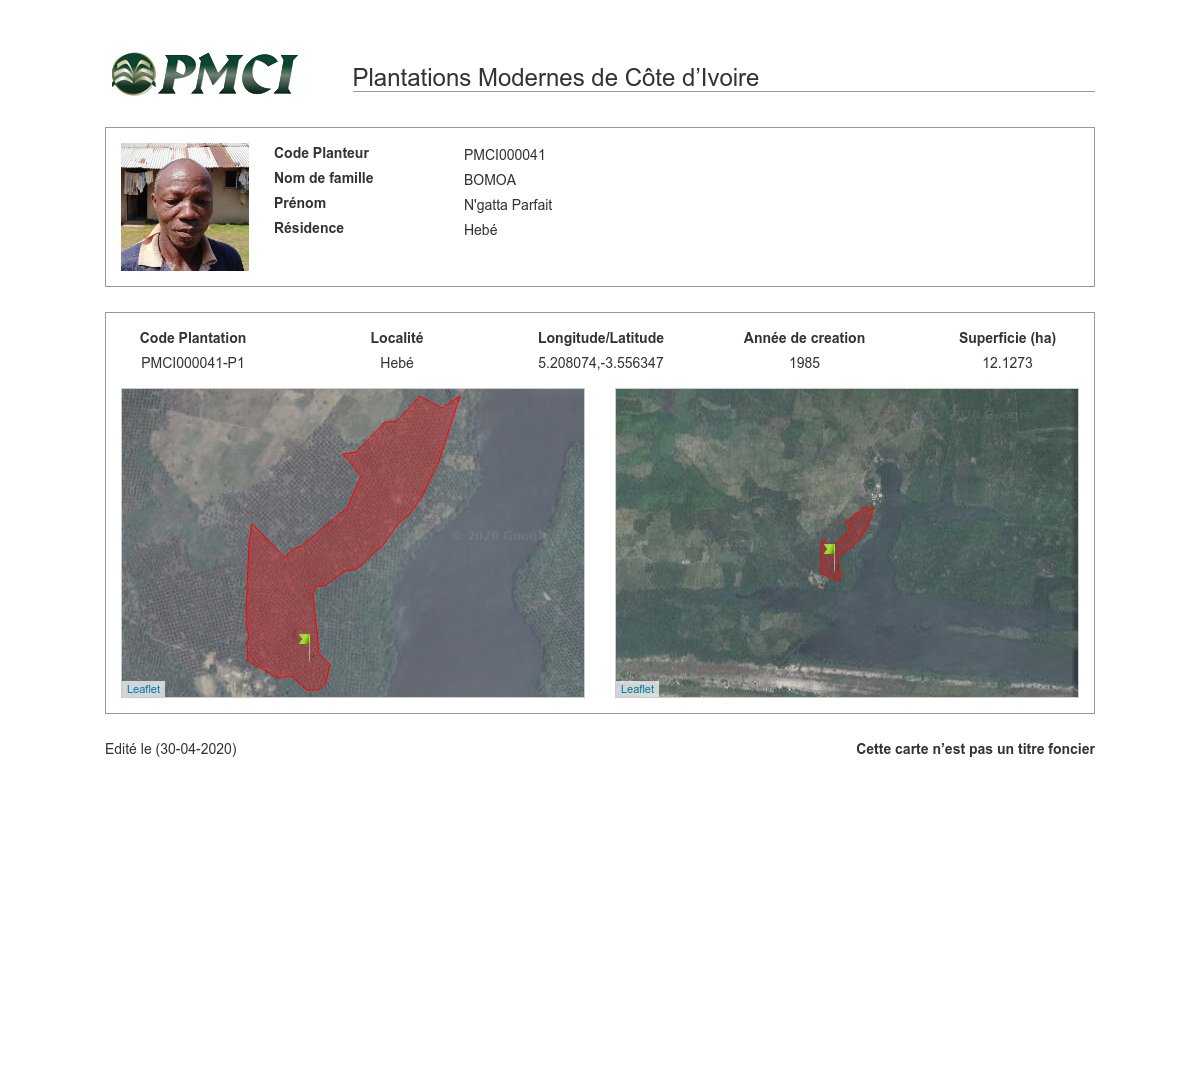 PMCI
Plantations Modernes de Côte d’Ivoire
Code Planteur PMCI000041
Nom de famille BOMOA
Prénom N'gatta Parfait
Résidence Hebé
Code Plantation Localité Longitude/Latitude Année de creation Superficie (ha)
PMCI000041-P1 Hebé 5.208074,-3.556347 1985 12.1273
© 2020 Google
2020 Google
Leaflet
Leaflet
Edité le (30-04-2020)
Cette carte n’est pas un titre foncier